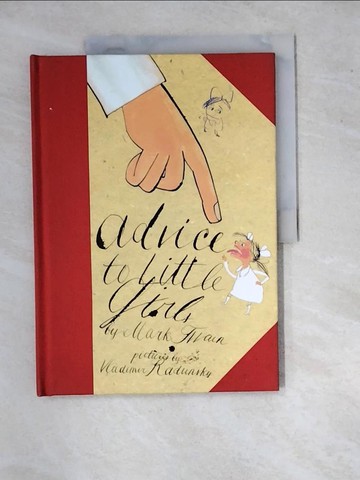 advice
to Little
Girls
by Mark Twain
pictures by
Vladimir Radunsky